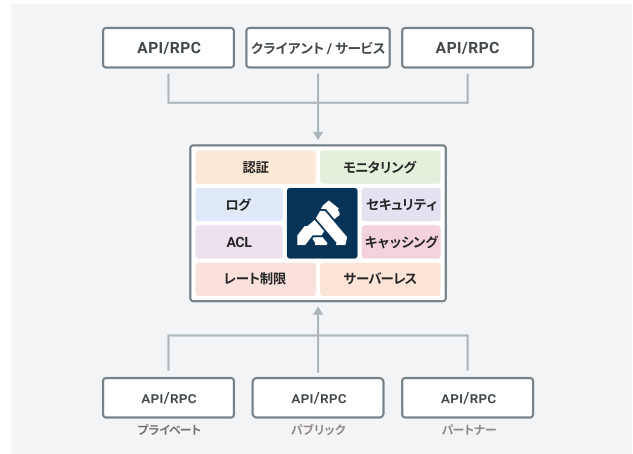 API/RPC
クライアント / サービス
API/RPC
認証
モニタリング
ログ
セキュリティ
ACL
キャッシング
レート制限
サーバーレス
API/RPC
API/RPC
API/RPC
プライベート
パブリック
パートナー